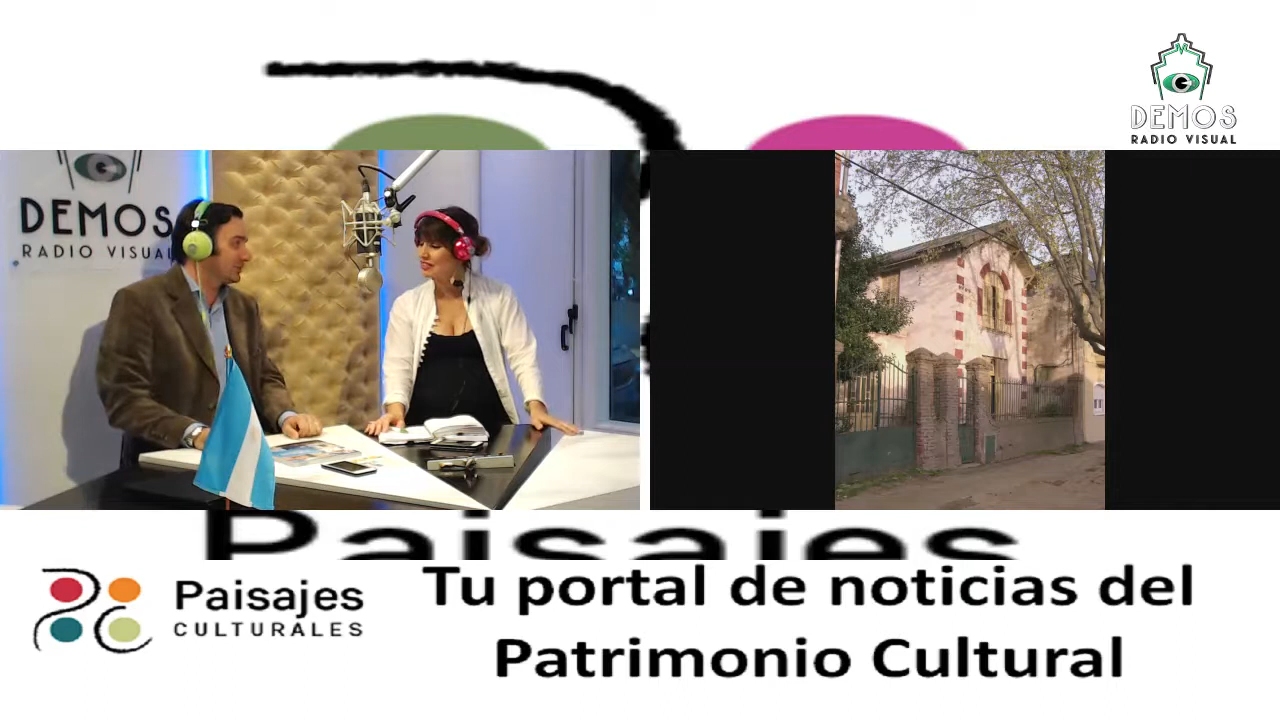 DEMOS
RADIO VISUAL
DEMOS
RADIO VISUAL
Paisajes
Paisajes
CULTURALES
Tu portal de noticias del
Patrimonio Cultural